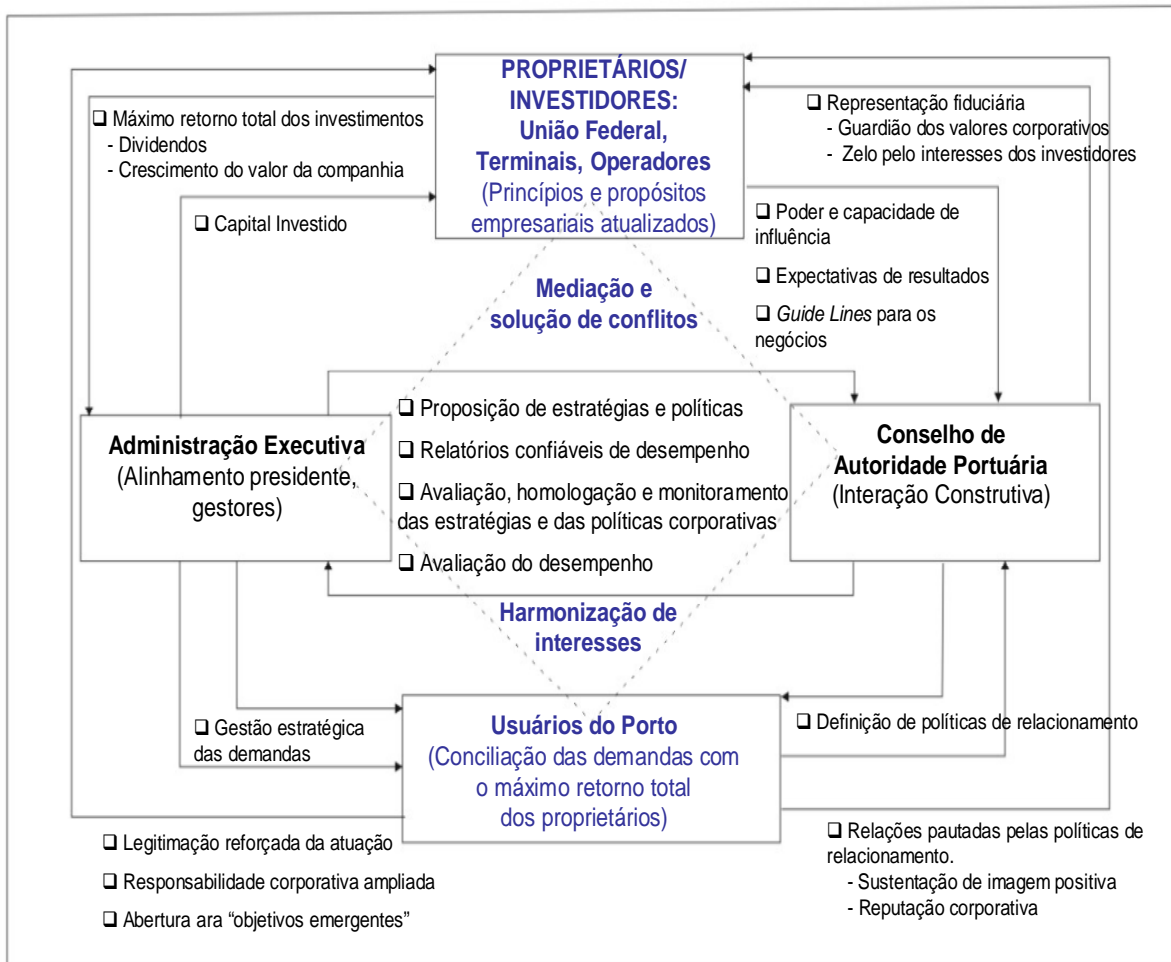 PROPRIETÁRIOS/
INVESTIDORES:
União Federal,
Terminais, Operadores
(Princípios e propósitos
empresariais atualizados)
❑ Máximo retorno total dos investimentos
- Dividendos
- Crescimento do valor da companhia
❑ Capital Investido
❑ Representação fiduciária
- Guardião dos valores corporativos
- Zelo pelo interesses dos investidores
❑ Poder e capacidade de
influência
❑ Expectativas de resultados
❑ Guide Lines para os
negócios
Mediação e
solução de conflitos
Administração Executiva
(Alinhamento presidente,
gestores)
❑ Proposição de estratégias e políticas
❑ Relatórios confiáveis de desempenho
❑ Avaliação, homologação e monitoramento
das estratégias e das políticas corporativas
❑ Avaliação do desempenho
Conselho de
Autoridade Portuária
(Interação Construtiva)
Harmonização de
interesses
❑ Gestão estratégica
das demandas
Usuários do Porto
(Conciliação das demandas com
o máximo retorno total
dos proprietários)
❑ Definição de políticas de relacionamento
❑ Legitimação reforçada da atuação
❑ Responsabilidade corporativa ampliada
❑ Abertura ara “objetivos emergentes”
❑ Relações pautadas pelas políticas de
relacionamento.
- Sustentação de imagem positiva
- Reputação corporativa